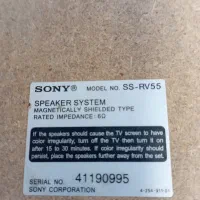 SONY® MODEL NO. SS-RV55
SPEAKER SYSTEM
MAGNETICALLY SHIELDED TYPE
RATED IMPEDANCE: 6Ω
If the speakers should cause the TV screen to have
color irregularity, turn off the TV then turn it on
after 15 to 30 minutes. If color irregularity should
persist, place the speakers further away from the set.
SERIAL NO. 41190995
SONY CORPORATION